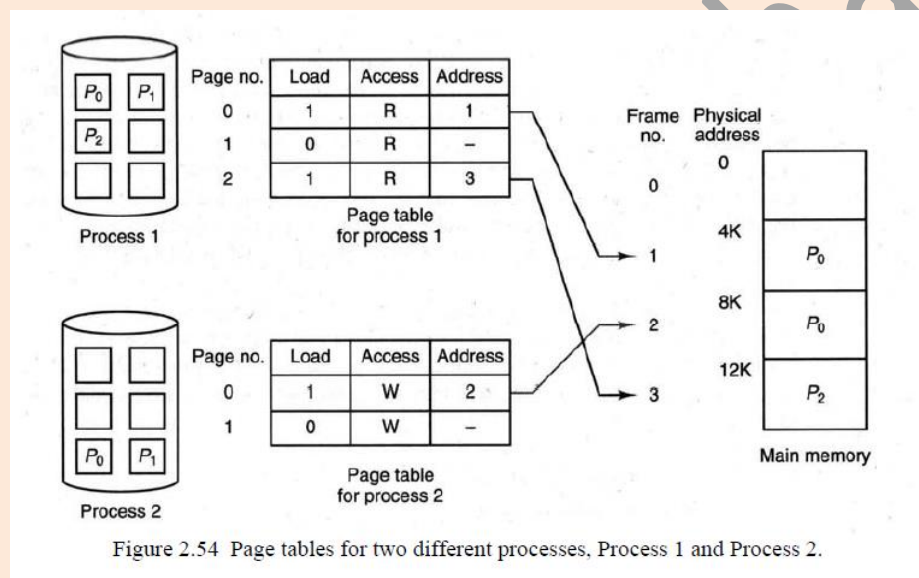 P0 P1
P2
Process 1
Page no. Load Access Address
0 1 R 1
1 0 R –
2 1 R 3
Page table
for process 1
P0 P1
Process 2
Page no. Load Access Address
0 1 W 2
1 0 W –
Page table
for process 2
Frame Physical
no. address
0
0
4K
1 P0
8K
2 P0
12K
3 P2
Main memory
Figure 2.54 Page tables for two different processes, Process 1 and Process 2.